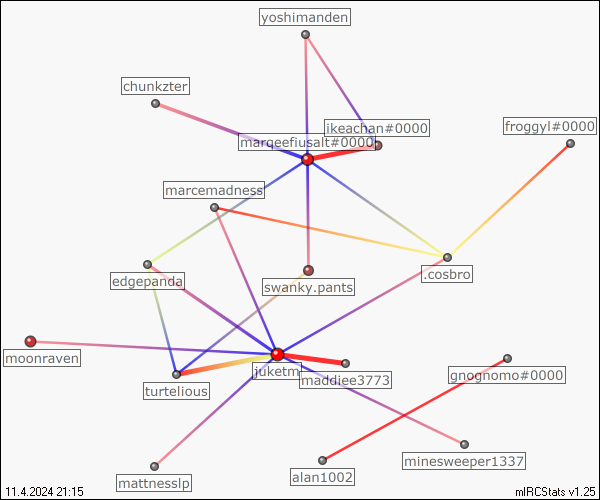 yoshimanden
chunkzter
ikeachan#0000
froggyl#0000
marqeefiusalt#0000
marcemadness
edgepanda
swanky.pants
.cosbro
moonraven
juketm
maddiee3773
gnognomo#0000
turtelious
minesweeper1337
mattnesslp
alan1002
11.4.2024 21:15
mIRCStats v1.25